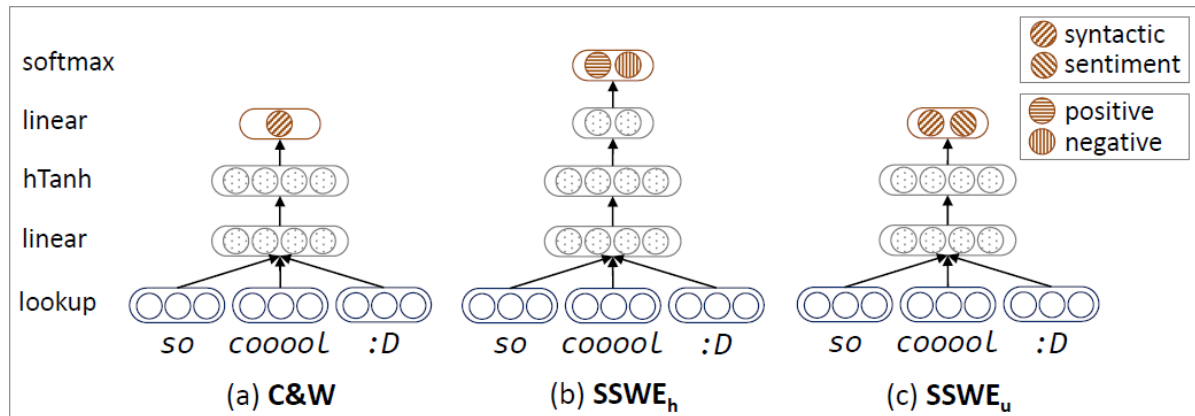 softmax
linear
hTanh
linear
lookup
syntactic
sentiment
positive
negative
so cooool :D
so cooool :D
so cooool :D
(a) C&W
(b) SSWEh
(c) SSWEu